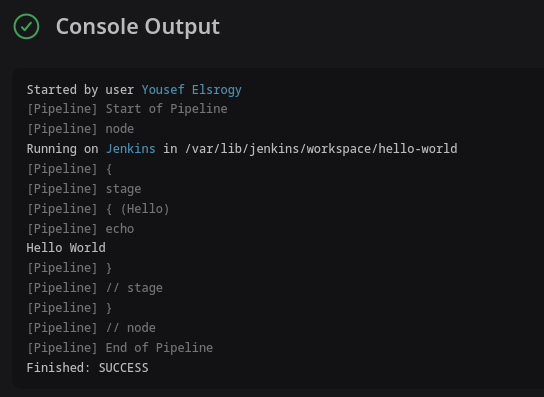 Console Output
Started by user Yousef Elsrogy
[Pipeline] Start of Pipeline
[Pipeline] node
Running on Jenkins in /var/lib/jenkins/workspace/hello-world
[Pipeline] {
[Pipeline] stage
[Pipeline] { (Hello)
[Pipeline] echo
Hello World
[Pipeline] }
[Pipeline] // stage
[Pipeline] }
[Pipeline] // node
[Pipeline] End of Pipeline
Finished: SUCCESS